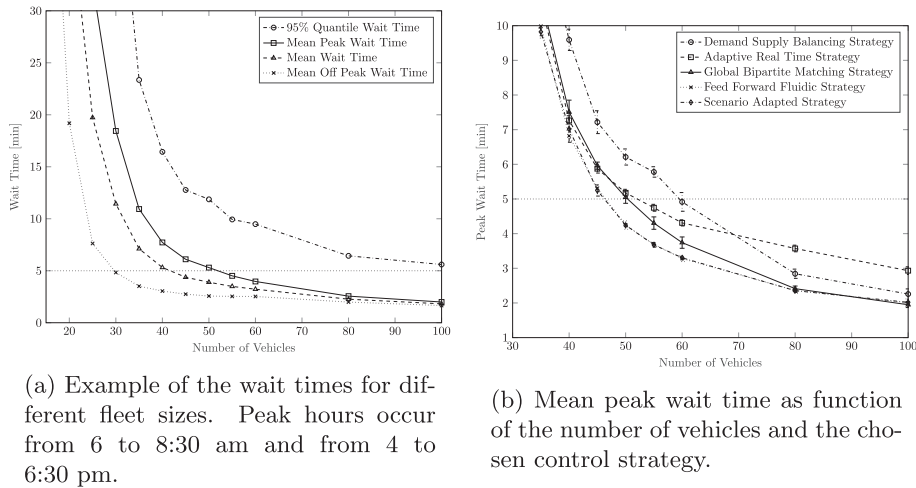 30
25
20
15
10
5
0
Wait Time [min]
20 30 40 50 60 70 80 90 100
Number of Vehicles
95% Quantile Wait Time
Mean Peak Wait Time
Mean Wait Time
Mean Off Peak Wait Time
(a) Example of the wait times for dif-
ferent fleet sizes. Peak hours occur
from 6 to 8:30 am and from 4 to
6:30 pm.
10
9
8
7
6
5
4
3
2
1
Peak Wait Time [min]
30 40 50 60 70 80 90 100
Number of Vehicles
Demand Supply Balancing Strategy
Adaptive Real Time Strategy
Global Bipartite Matching Strategy
Feed Forward Fluidic Strategy
Scenario Adapted Strategy
(b) Mean peak wait time as function
of the number of vehicles and the cho-
sen control strategy.